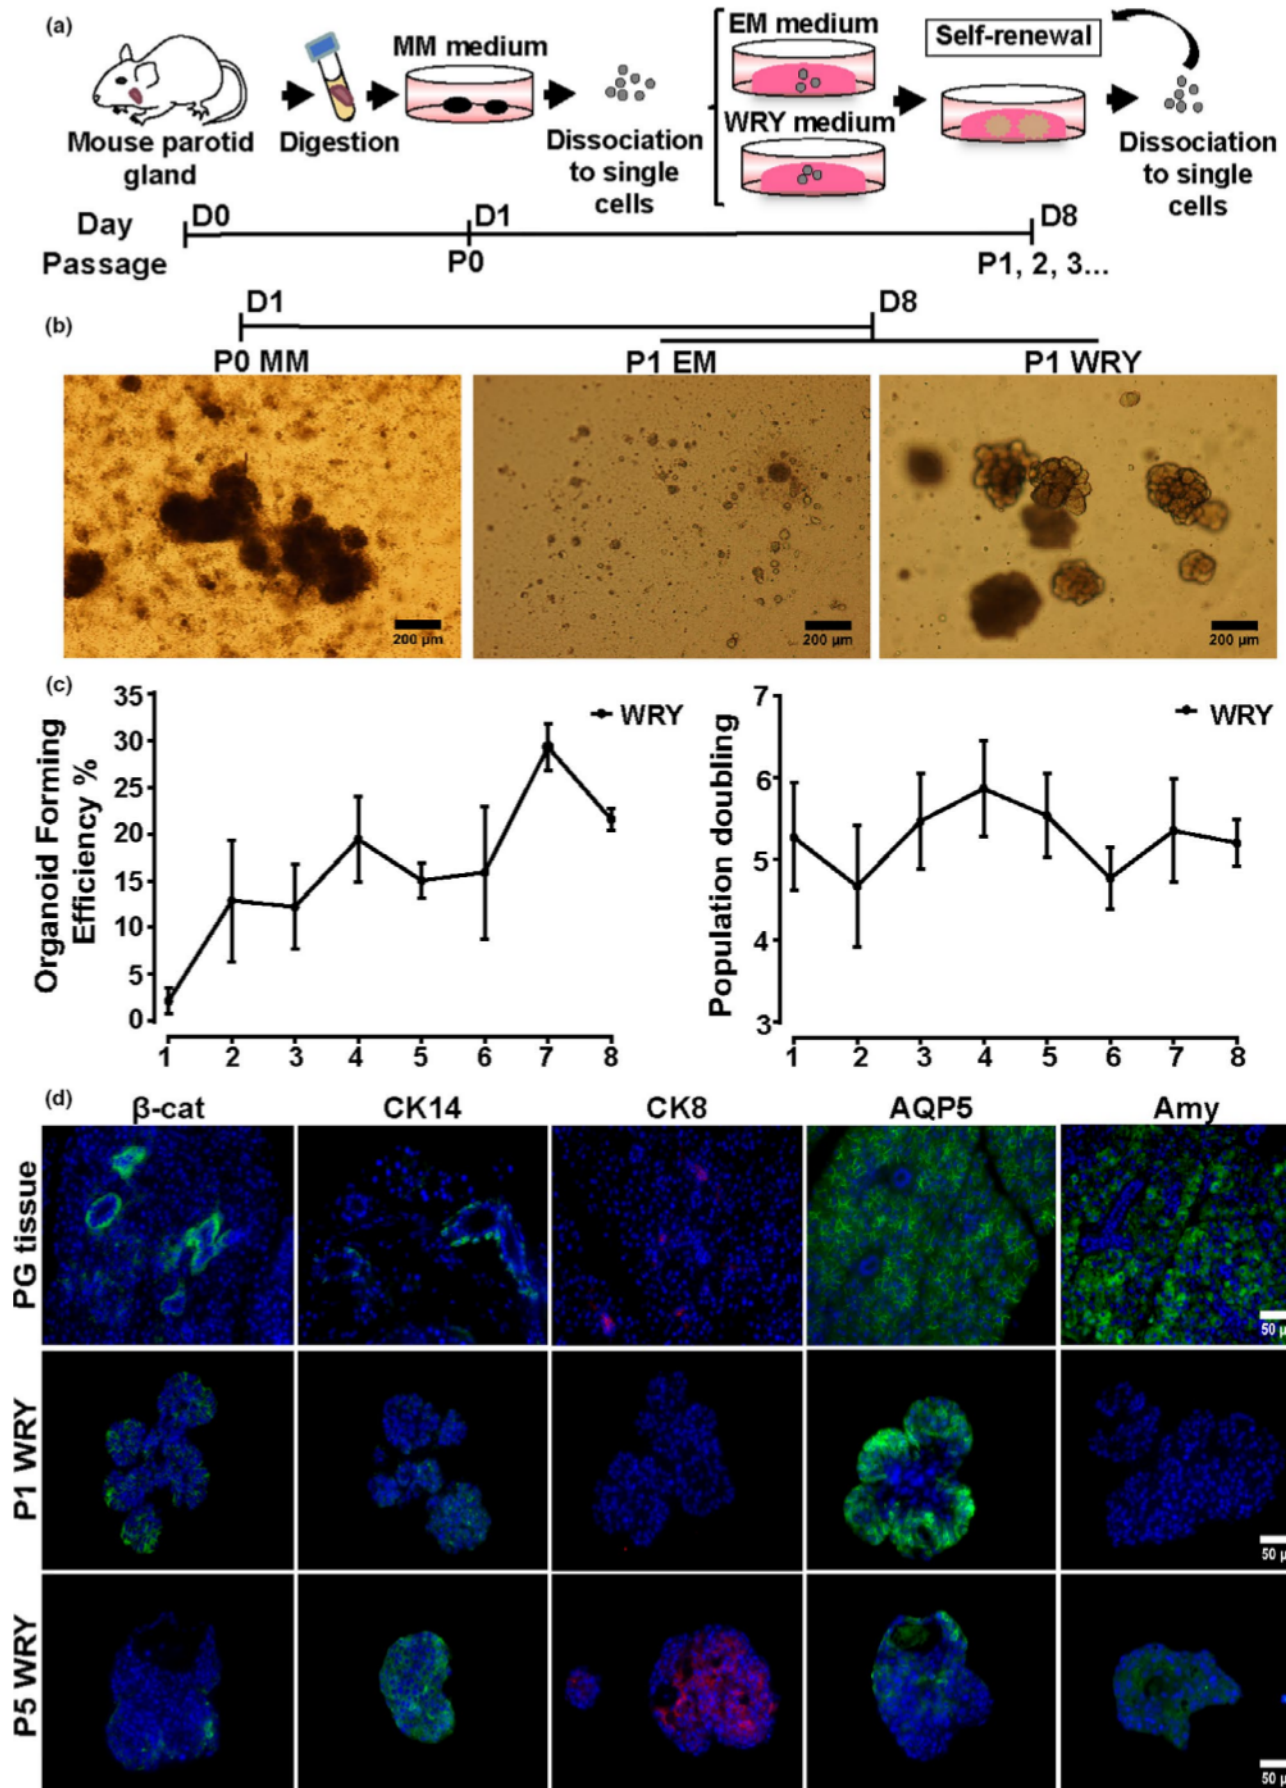 (a)
MM medium
EM medium
Self-renewal
WRY medium
Mouse parotid
gland
Digestion
Dissociation
to single
cells
Dissociation
to single
cells
Day
D0
D1
D8
Passage
P0
P1, 2, 3...
(b)
D1
D8
P0 MM
P1 EM
P1 WRY
200 µm
200 µm
200 µm
(c)
Organoid Forming
Efficiency %
35
30
25
20
15
10
5
0
WRY
1 2 3 4 5 6 7 8
Population doubling
7
6
5
4
3
WRY
1 2 3 4 5 6 7 8
(d)
β-cat
CK14
CK8
AQP5
Amy
PG tissue
50 µ
P1 WRY
50 µ
P5 WRY
50 µ